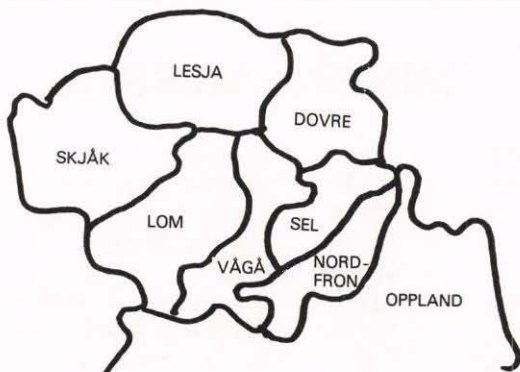 LESJA
DOVRE
SKJÅK
LOM
SEL
VÅGÅ
NORD-
FRON
OPPLAND